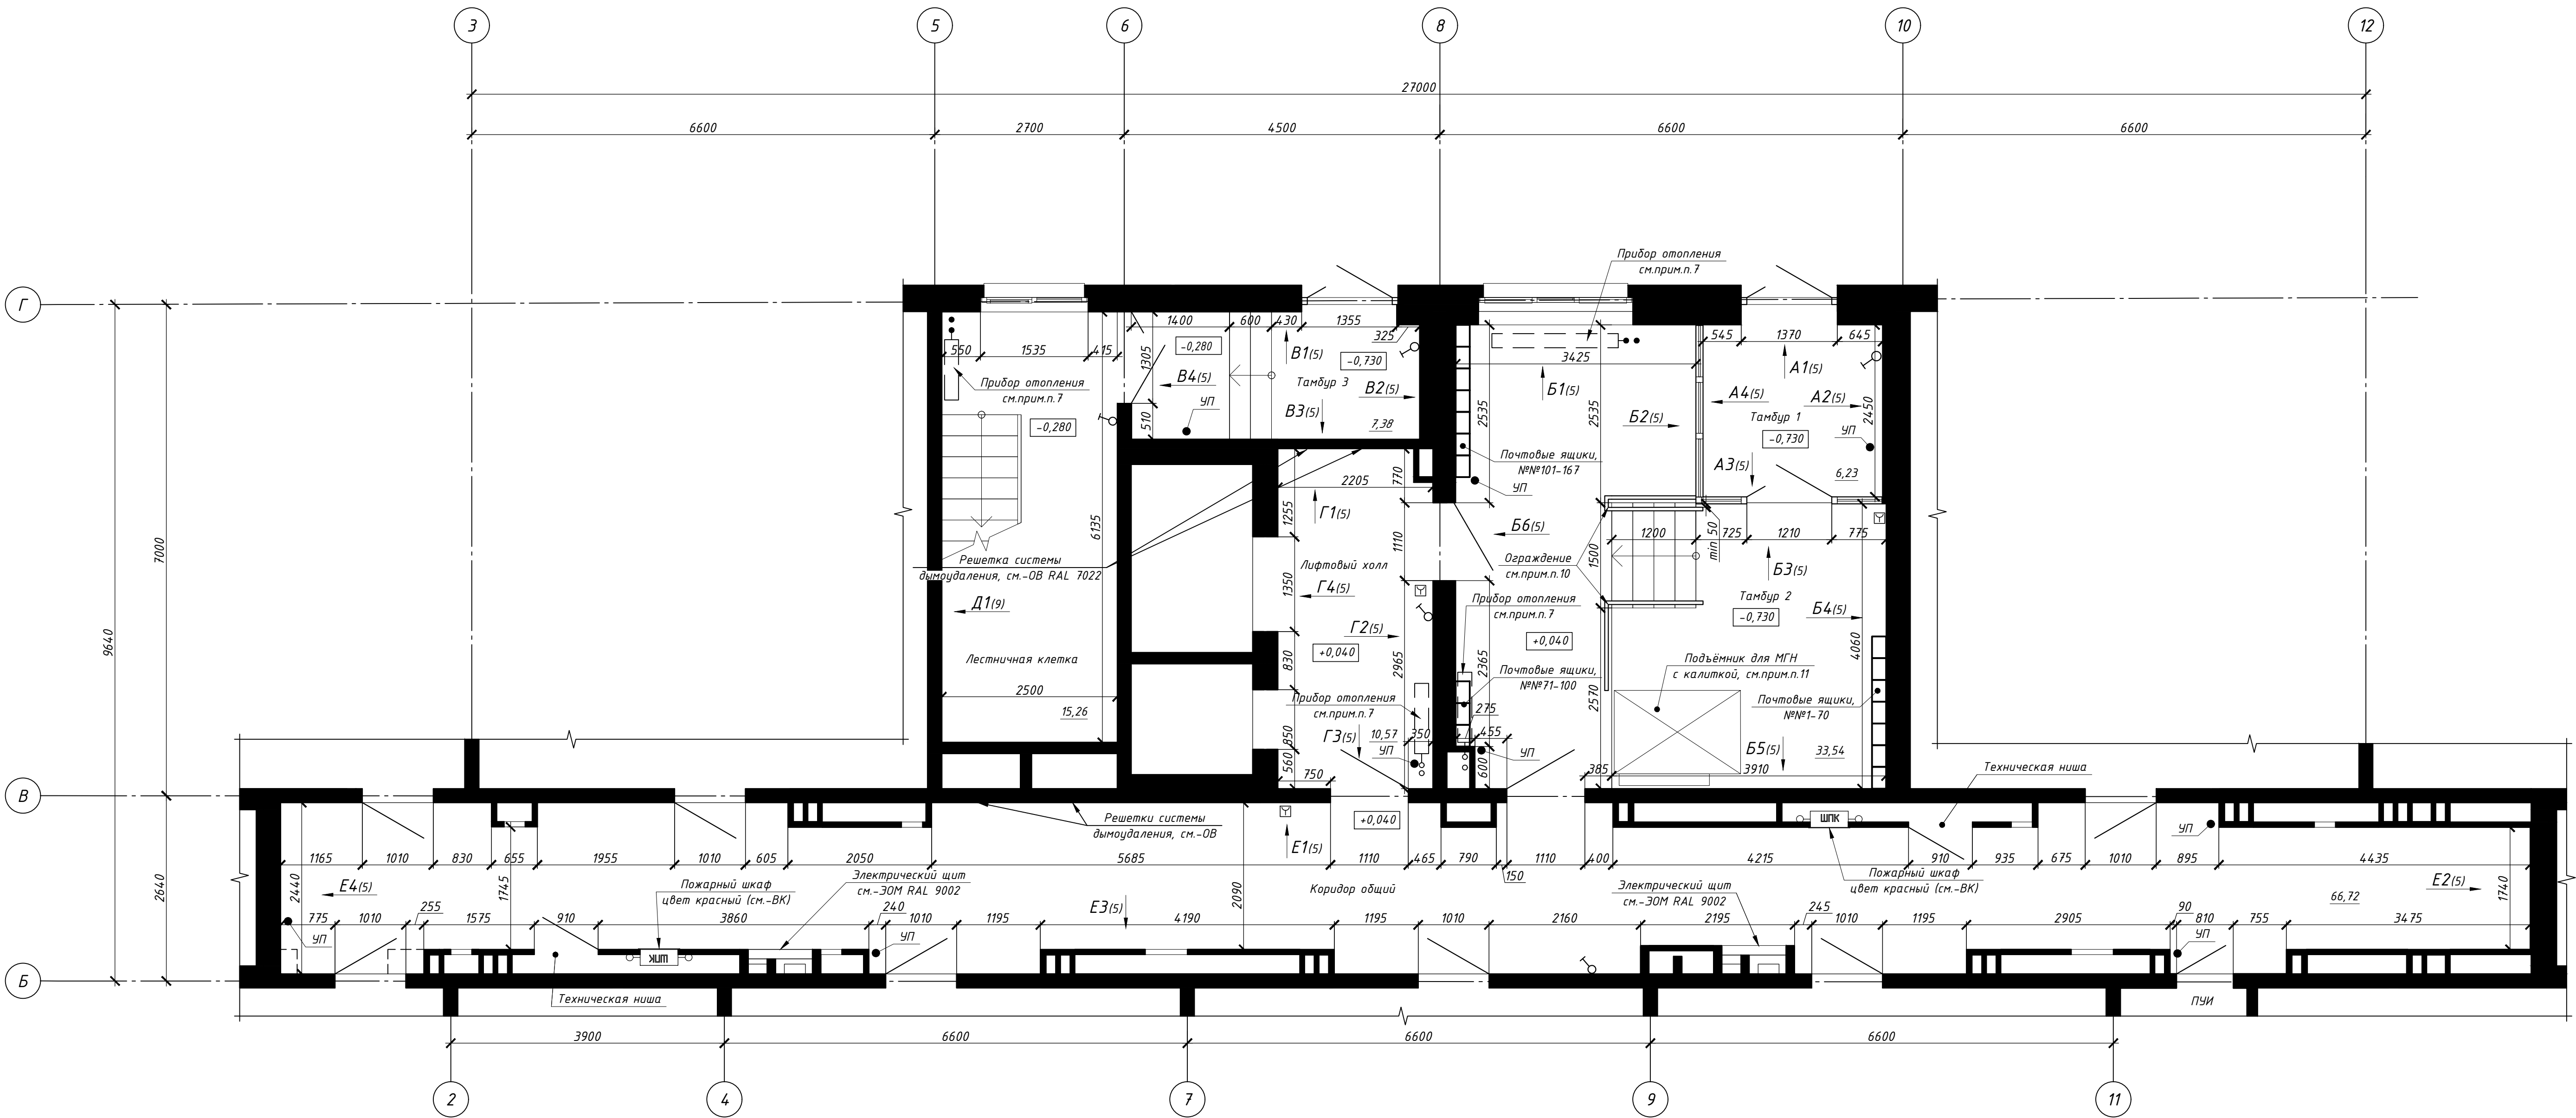 3 5 6 8 10 12
27000
6600 2700 4500 6600 6600
Прибор отопления
см.прим.п.7
Г
1400 600 430 1355
325
550 1535 415
1305
-0,280
В1(5)
-0,730
В4(5)
Тамбур 3
В2(5)
УП
В3(5)
510
7,38
Прибор отопления
см.прим.п.7
-0,280
3425
Б1(5)
2535
2535
Б2(5)
545 1370 645
А1(5)
А4(5)
А2(5)
2450
Тамбур 1
УП
-0,730
А3(5)
6,23
Почтовые ящики,
№№101-167
УП
2205
770
1255
Г1(5)
6135
1110
Б6(5)
1200 725 1210 775
min 50
1500
Ограждение
см.прим.п.10
Б3(5)
Решетка системы
дымоудаления, см.-ОВ RAL 7022
Лифтовый холл
1350
Г4(5)
Д1(9)
7000
9640
Прибор отопления
см.прим.п.7
Тамбур 2
-0,730
Б4(5)
Г2(5)
+0,040
+0,040
830
2965
2365
4060
Лестничная клетка
Подъёмник для МГН
с калиткой, см.прим.п.11
Почтовые ящики,
№№71-100
2500
15,26
Прибор отопления
см.прим.п.7
2570
Почтовые ящики,
№№1-70
275
850
Г3(5)
10,57
350
455
УП
УП
Б5(5)
33,54
560
600
750
385
3910
Техническая ниша
В
Решетки системы
дымоудаления, см.-ОВ
+0,040
Е1(5)
ШПК
УП
1165 1010 830 655 1955 1010 605 2050 5685 1110 465 790 150 1110 400 4215 910 935 675 1010 895 4435
2640
2440
Е4(5)
1745
Пожарный шкаф
цвет красный (см.-ВК)
Электрический щит
см.-ЭОМ RAL 9002
2090
Коридор общий
Электрический щит
см.-ЭОМ RAL 9002
Пожарный шкаф
цвет красный (см.-ВК)
Е2(5)
1740
66,72
Е3(5)
775 1010 255 1575 910 3860 240 1010 1195 4190 1195 1010 2160 2195 245 1010 1195 2905 90 810 755 3475
УП
УП
УП
ШПК
Б
Техническая ниша
ПУИ
3900 6600 6600 6600
2 4 7 9 11